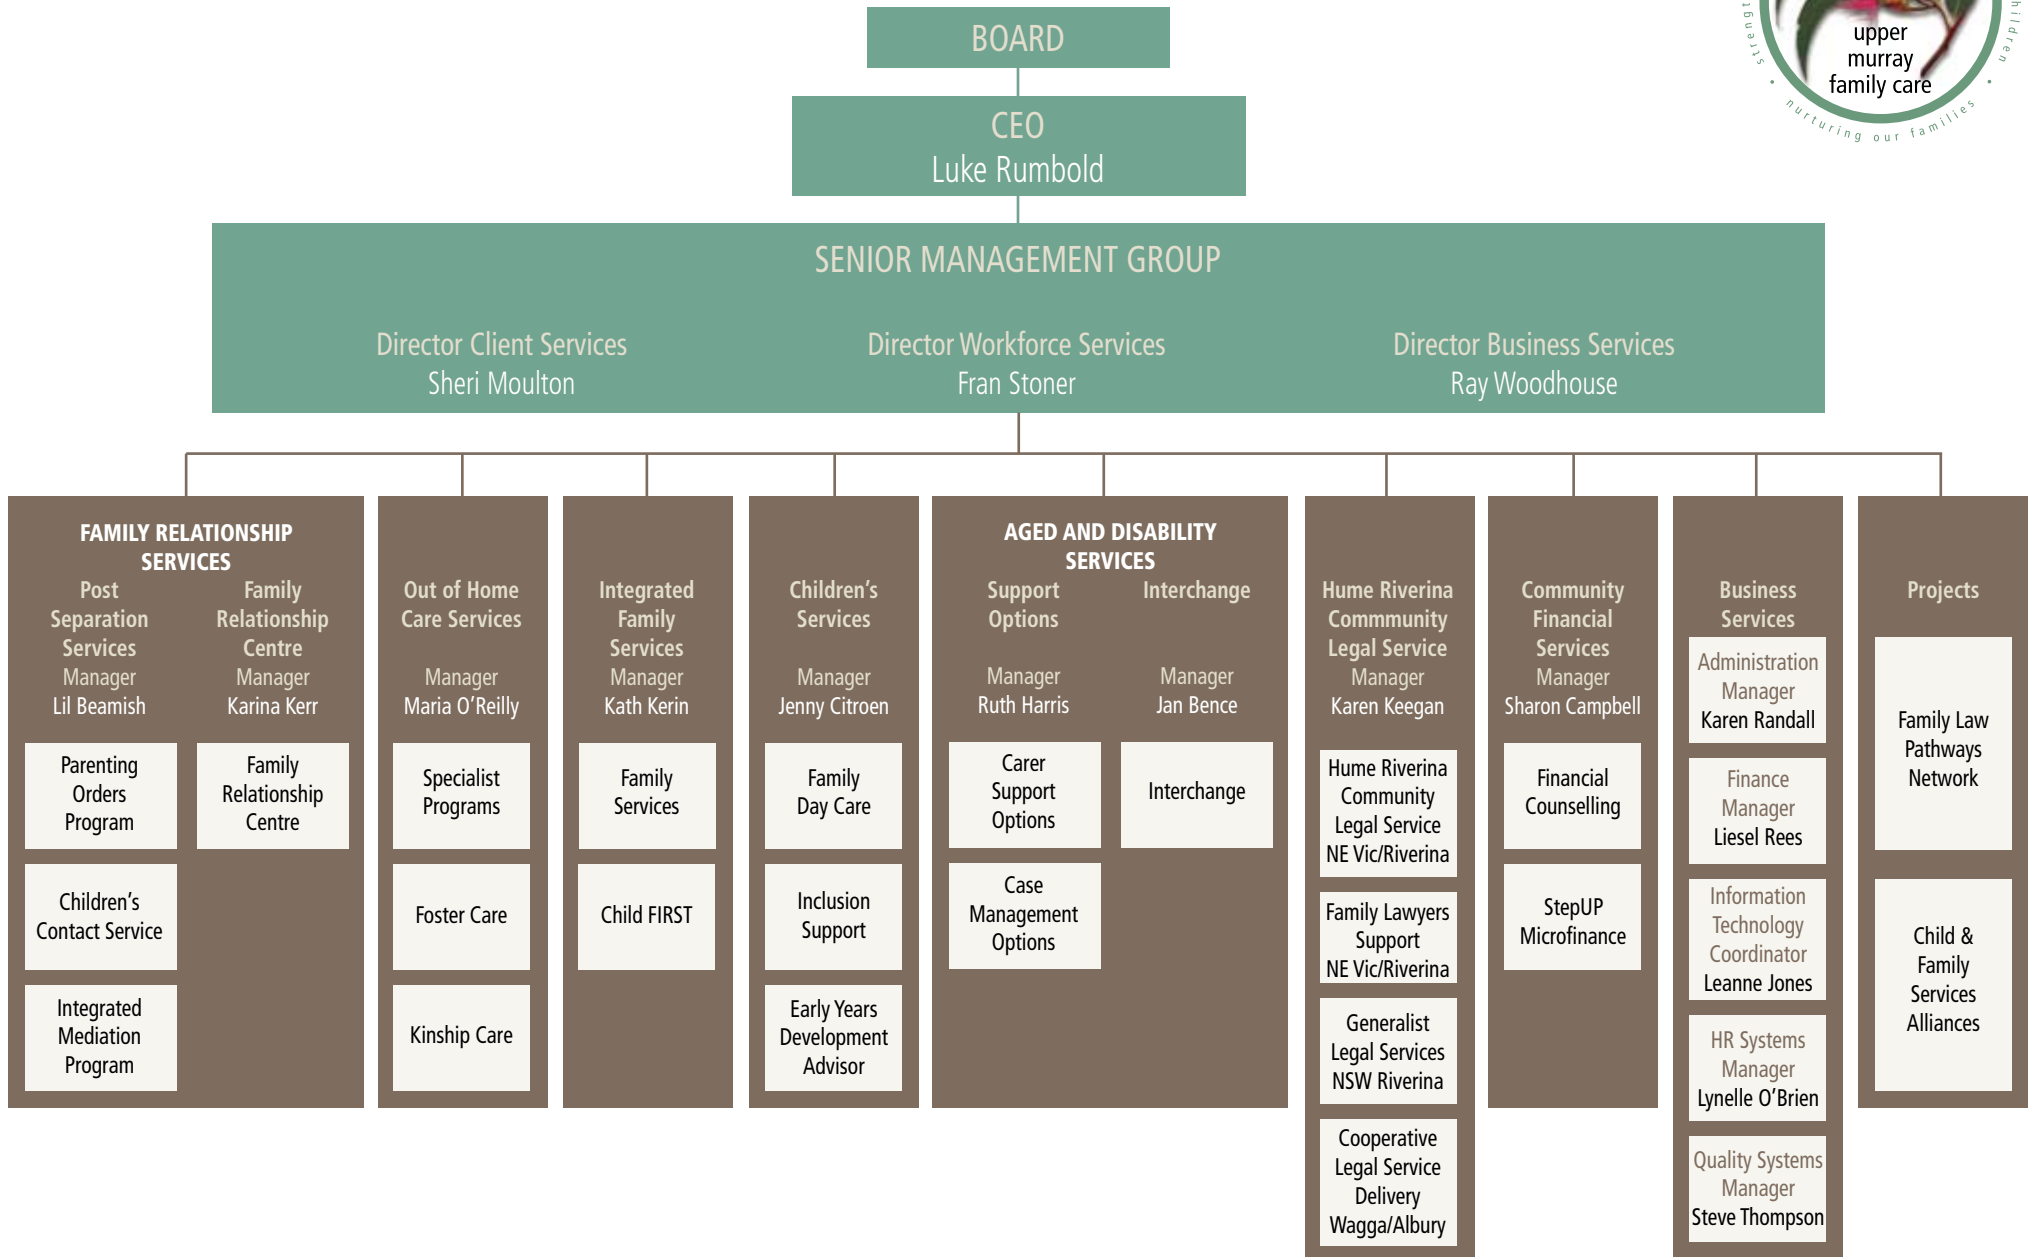 BOARD
CEO
Luke Rumbold
SENIOR MANAGEMENT GROUP
Director Client Services
Sheri Moulton
Director Workforce Services
Fran Stoner
Director Business Services
Ray Woodhouse
upper
murray
family care
nurturing our families
FAMILY RELATIONSHIP
SERVICES
Post
Separation
Services
Manager
Lil Beamish
Parenting
Orders
Program
Children's
Contact Service
Integrated
Mediation
Program
Family
Relationship
Centre
Manager
Karina Kerr
Family
Relationship
Centre
Out of Home
Care Services
Manager
Maria O'Reilly
Specialist
Programs
Foster Care
Kinship Care
Integrated
Family
Services
Manager
Kath Kerin
Family
Services
Child FIRST
Children's
Services
Manager
Jenny Citroen
Family
Day Care
Inclusion
Support
Early Years
Development
Advisor
AGED AND DISABILITY
SERVICES
Support
Options
Manager
Ruth Harris
Carer
Support
Options
Case
Management
Options
Interchange
Manager
Jan Bence
Interchange
Hume Riverina
Commmunity
Legal Service
Manager
Karen Keegan
Hume Riverina
Community
Legal Service
NE Vic/Riverina
Family Lawyers
Support
NE Vic/Riverina
Generalist
Legal Services
NSW Riverina
Cooperative
Legal Service
Delivery
Wagga/Albury
Community
Financial
Services
Manager
Sharon Campbell
Financial
Counselling
StepUP
Microfinance
Business
Services
Administration
Manager
Karen Randall
Finance
Manager
Liesel Rees
Information
Technology
Coordinator
Leanne Jones
HR Systems
Manager
Lynelle O'Brien
Quality Systems
Manager
Steve Thompson
Projects
Family Law
Pathways
Network
Child &
Family
Services
Alliances